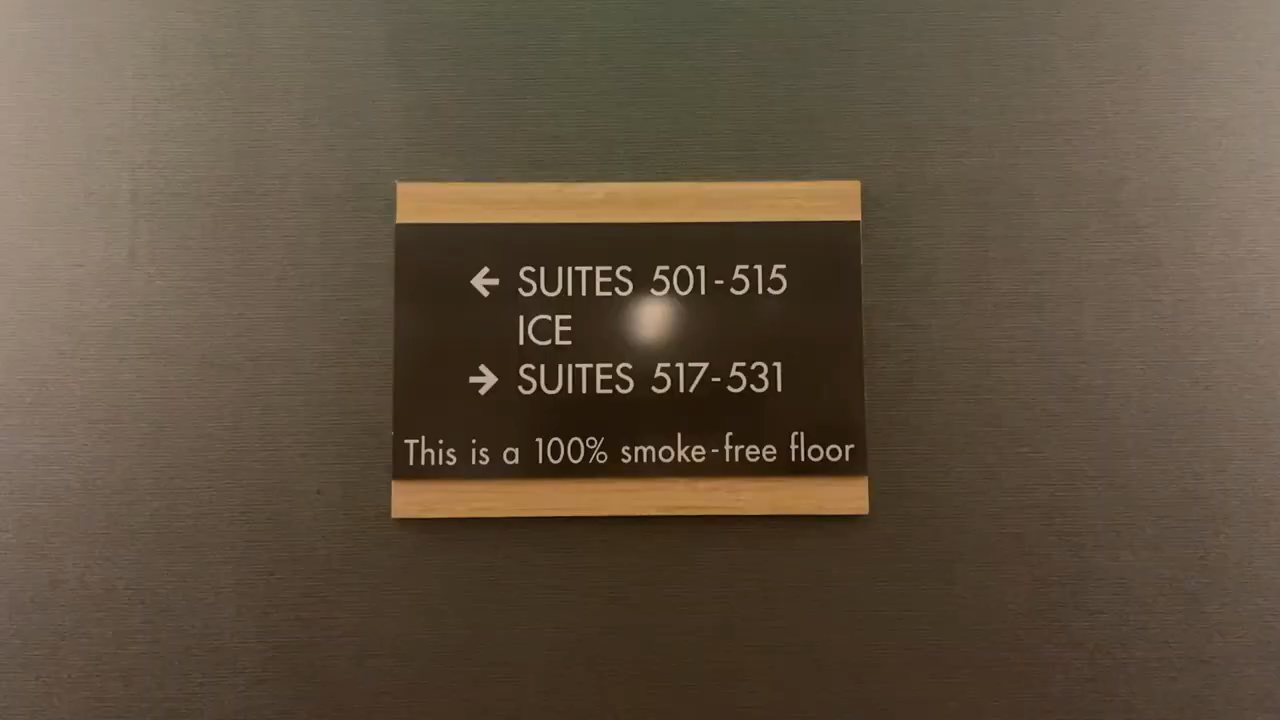 ← SUITES 501-515
ICE
→ SUITES 517-531
This is a 100% smoke-free floor